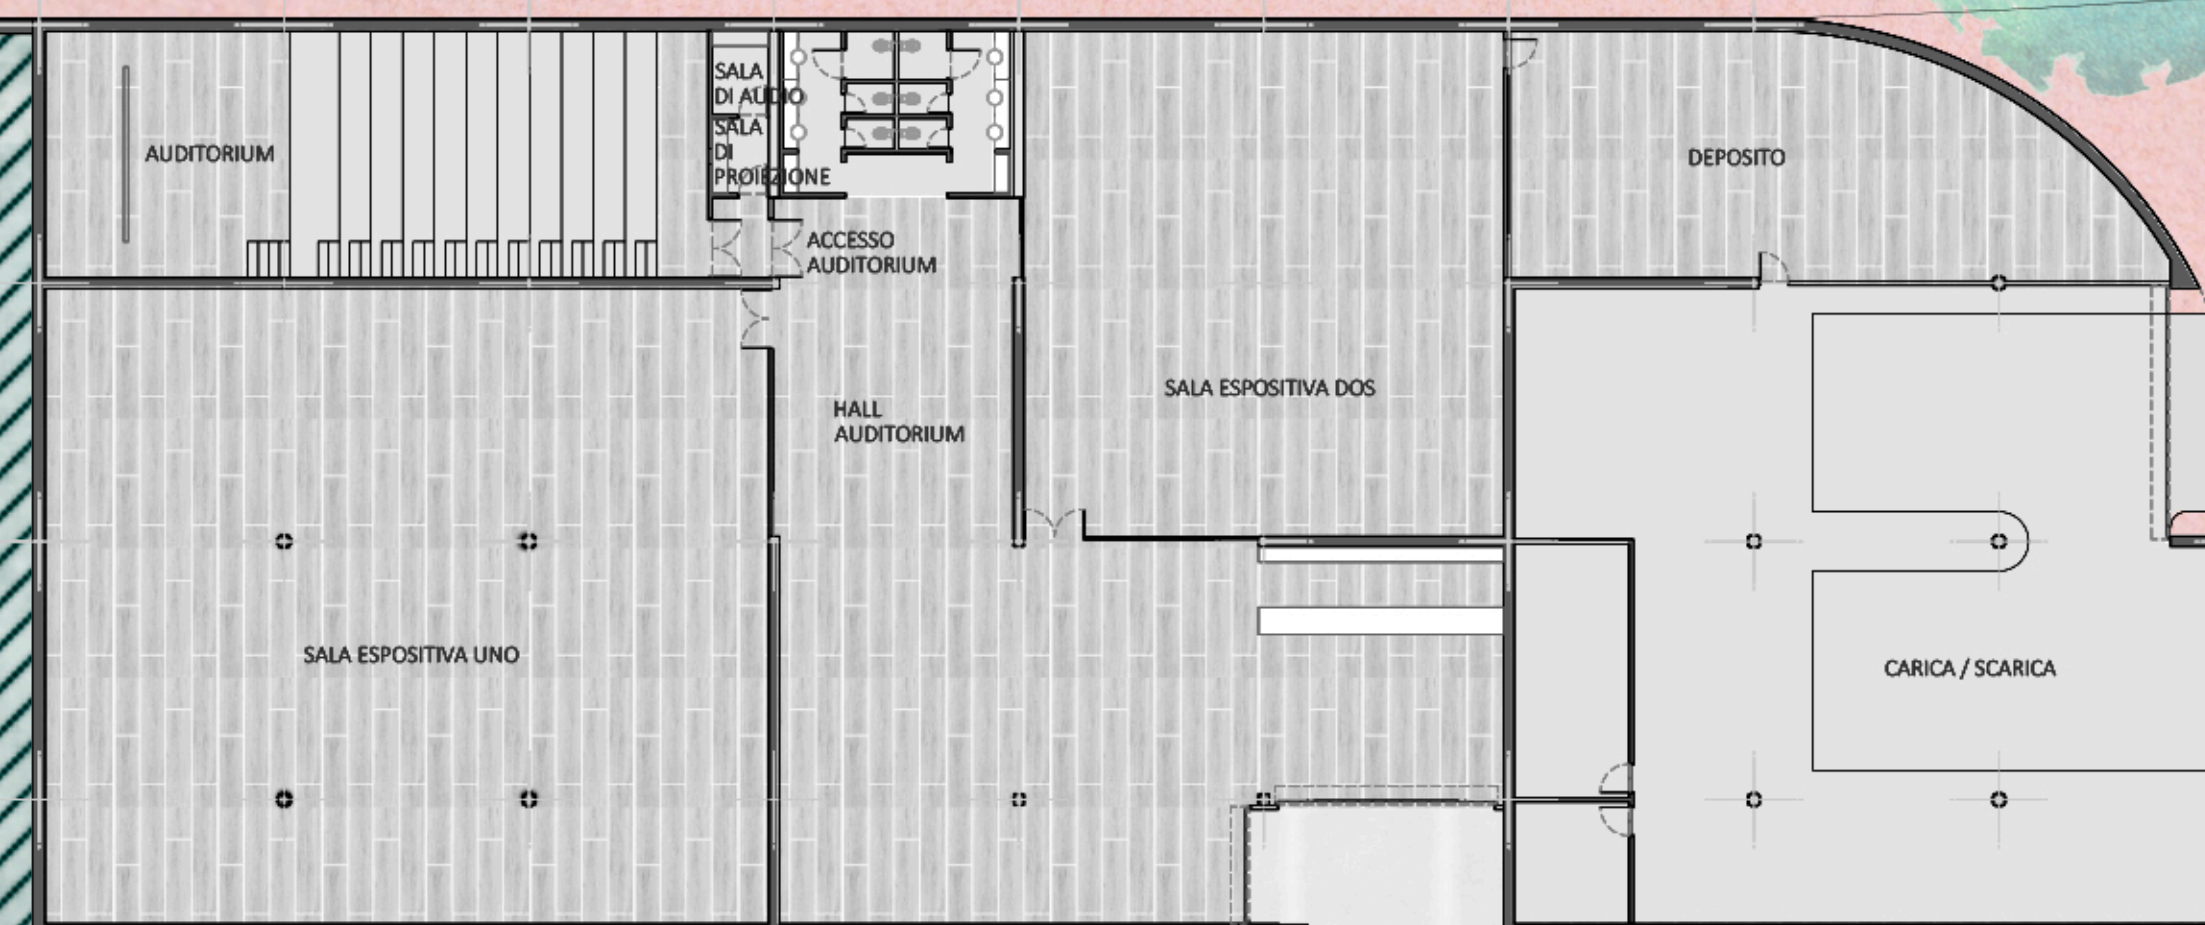 AUDITORIUM
SALA
DI AUDIO
SALA
DI
PROIEZIONE
ACCESSO
AUDITORIUM
HALL
AUDITORIUM
SALA ESPOSITIVA DOS
DEPOSITO
SALA ESPOSITIVA UNO
CARICA / SCARICA